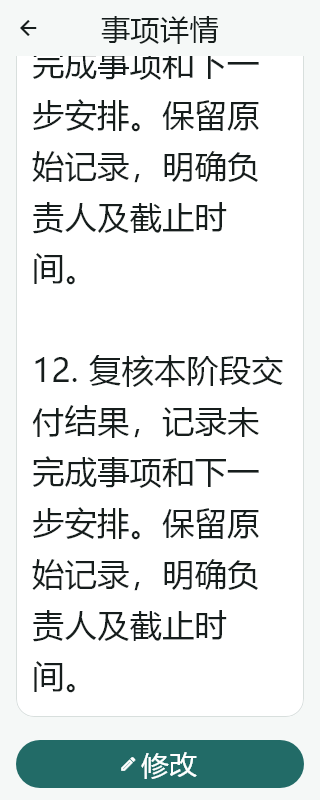 事项详情
完成事项和下一
步安排。保留原
始记录，明确负
责人及截止时
间。
12. 复核本阶段交
付结果，记录未
完成事项和下一
步安排。保留原
始记录，明确负
责人及截止时
间。
修改